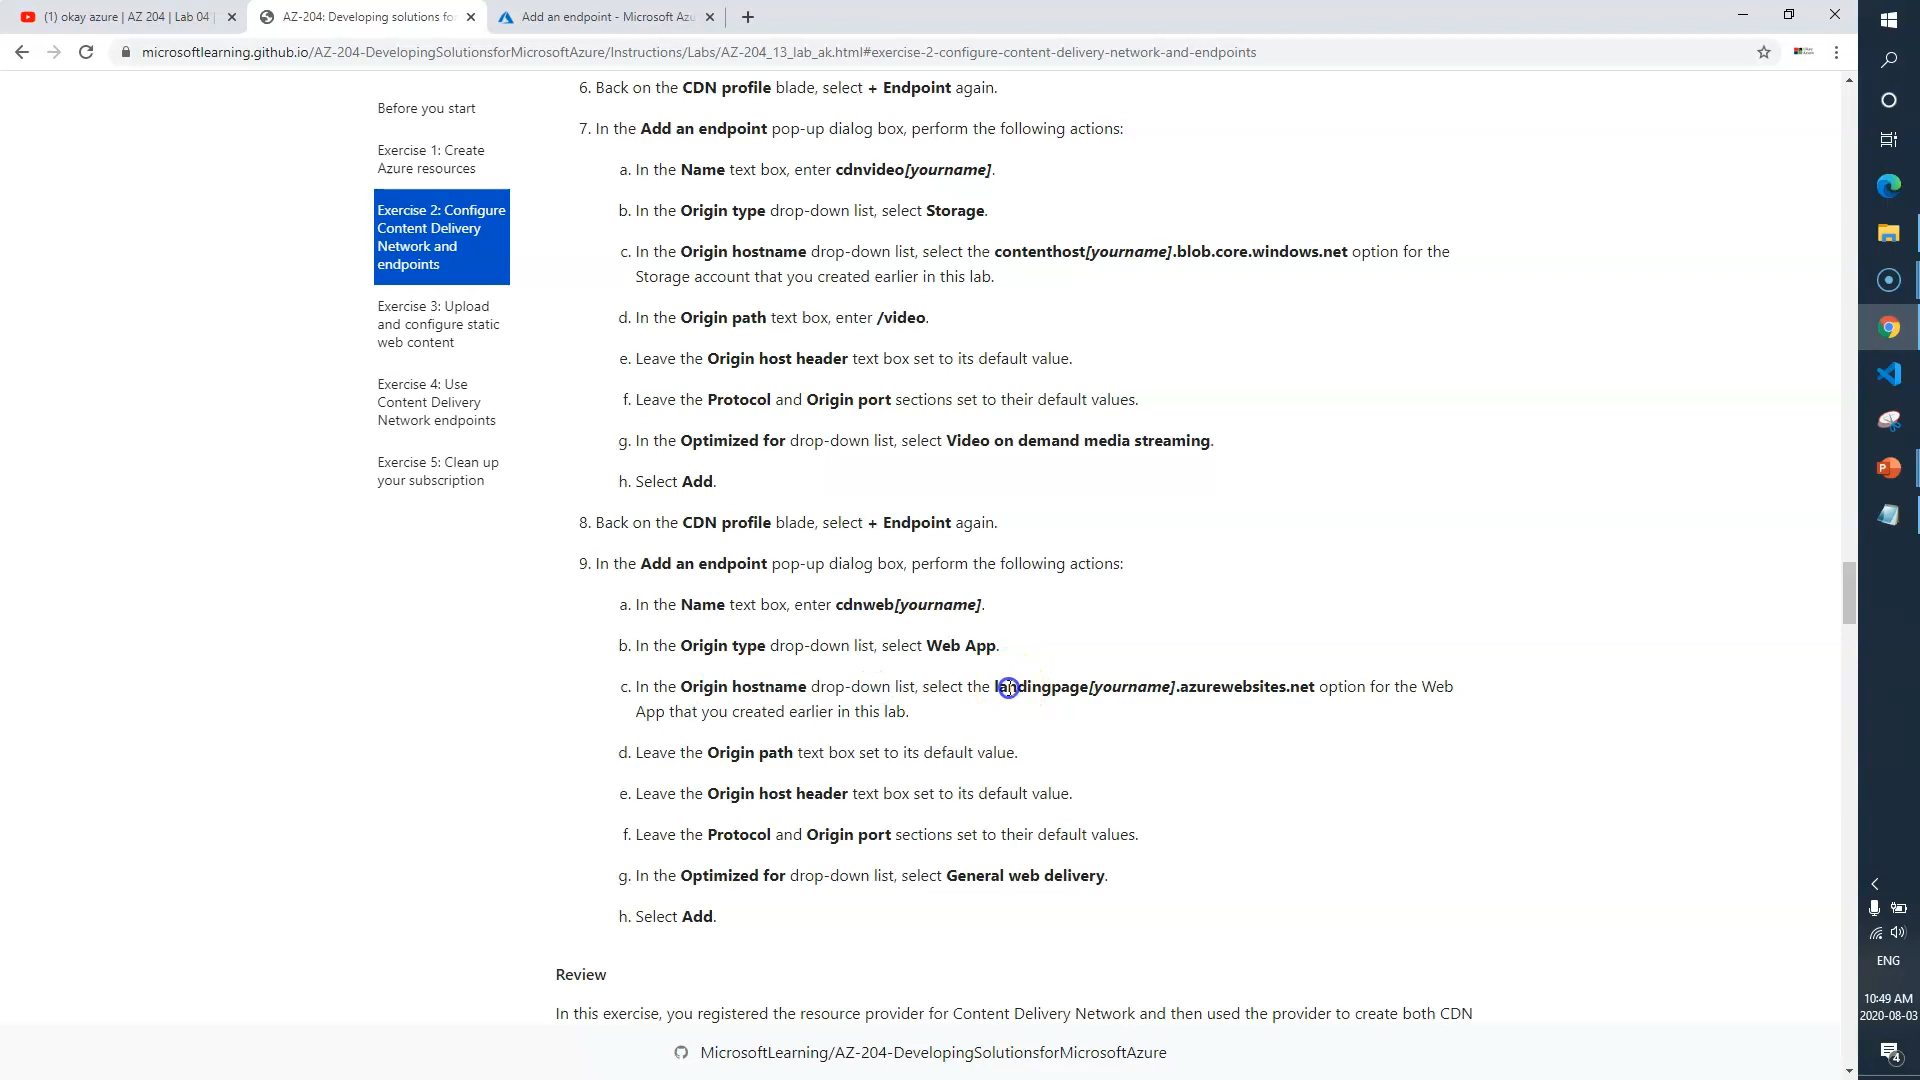 (1) okay azure | AZ 204 | Lab 04 |
AZ-204: Developing solutions for
Add an endpoint - Microsoft Azu
microsoftlearning.github.io/AZ-204-DevelopingSolutionsforMicrosoftAzure/Instructions/Labs/AZ-204_13_lab_ak.html#exercise-2-configure-content-delivery-network-and-endpoints
Before you start
Exercise 1: Create
Azure resources
Exercise 2: Configure
Content Delivery
Network and
endpoints
Exercise 3: Upload
and configure static
web content
Exercise 4: Use
Content Delivery
Network endpoints
Exercise 5: Clean up
your subscription
6. Back on the CDN profile blade, select + Endpoint again.
7. In the Add an endpoint pop-up dialog box, perform the following actions:
a. In the Name text box, enter cdnvideo[yourname].
b. In the Origin type drop-down list, select Storage.
c. In the Origin hostname drop-down list, select the contenthost[yourname].blob.core.windows.net option for the
Storage account that you created earlier in this lab.
d. In the Origin path text box, enter /video.
e. Leave the Origin host header text box set to its default value.
f. Leave the Protocol and Origin port sections set to their default values.
g. In the Optimized for drop-down list, select Video on demand media streaming.
h. Select Add.
8. Back on the CDN profile blade, select + Endpoint again.
9. In the Add an endpoint pop-up dialog box, perform the following actions:
a. In the Name text box, enter cdnweb[yourname].
b. In the Origin type drop-down list, select Web App.
c. In the Origin hostname drop-down list, select the landingpage[yourname].azurewebsites.net option for the Web
App that you created earlier in this lab.
d. Leave the Origin path text box set to its default value.
e. Leave the Origin host header text box set to its default value.
f. Leave the Protocol and Origin port sections set to their default values.
g. In the Optimized for drop-down list, select General web delivery.
h. Select Add.
Review
In this exercise, you registered the resource provider for Content Delivery Network and then used the provider to create both CDN
MicrosoftLearning/AZ-204-DevelopingSolutionsforMicrosoftAzure
ENG
10:49 AM
2020-08-03
4